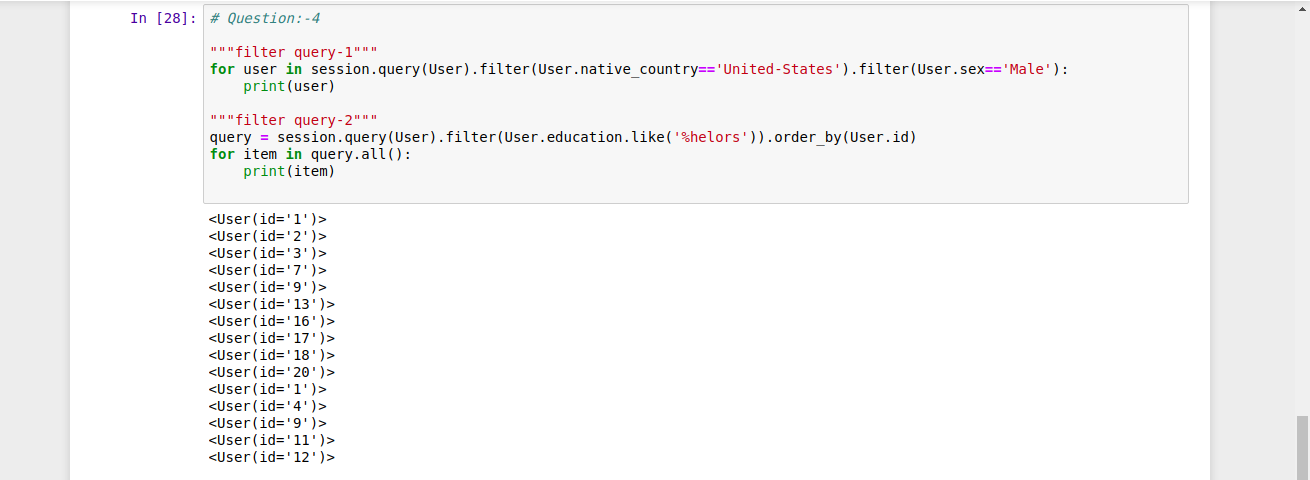 In [28]: # Question:-4
"""filter query-1"""
for user in session.query(User).filter(User.native_country=='United-States').filter(User.sex=='Male'):
    print(user)
"""filter query-2"""
query = session.query(User).filter(User.education.like('%helors')).order_by(User.id)
for item in query.all():
    print(item)
<User(id='1')>
<User(id='2')>
<User(id='3')>
<User(id='7')>
<User(id='9')>
<User(id='13')>
<User(id='16')>
<User(id='17')>
<User(id='18')>
<User(id='20')>
<User(id='1')>
<User(id='4')>
<User(id='9')>
<User(id='11')>
<User(id='12')>